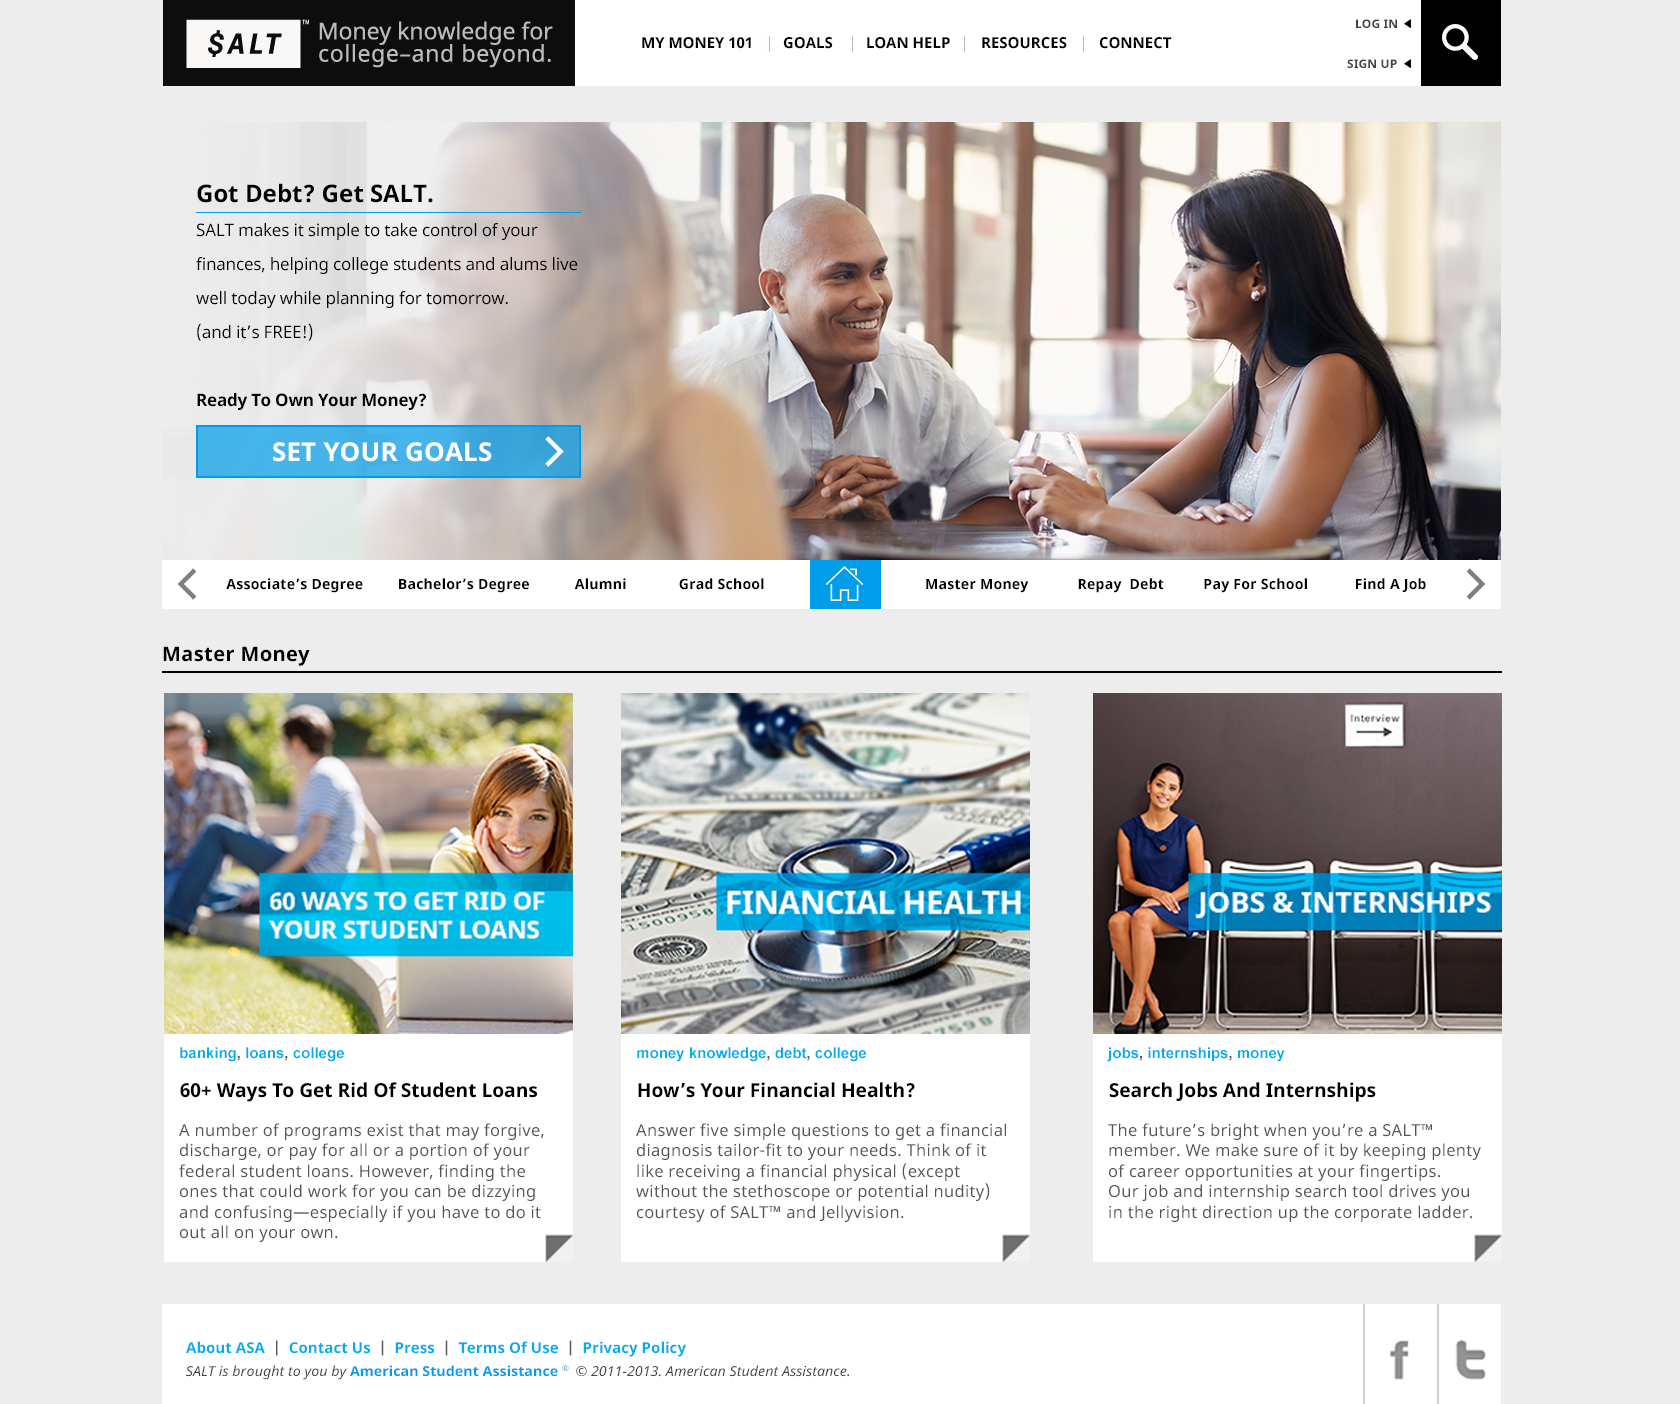 $ALT™
Money knowledge for
college–and beyond.
MY MONEY 101
GOALS
LOAN HELP
RESOURCES
CONNECT
LOG IN
SIGN UP
Got Debt? Get SALT.
SALT makes it simple to take control of your
finances, helping college students and alums live
well today while planning for tomorrow.
(and it's FREE!)
Ready To Own Your Money?
SET YOUR GOALS
Associate's Degree
Bachelor's Degree
Alumni
Grad School
Master Money
Repay Debt
Pay For School
Find A Job
Master Money
60 WAYS TO GET RID OF
YOUR STUDENT LOANS
banking, loans, college
60+ Ways To Get Rid Of Student Loans
A number of programs exist that may forgive,
discharge, or pay for all or a portion of your
federal student loans. However, finding the
ones that could work for you can be dizzying
and confusing—especially if you have to do it
out all on your own.
FINANCIAL HEALTH
money knowledge, debt, college
How's Your Financial Health?
Answer five simple questions to get a financial
diagnosis tailor-fit to your needs. Think of it
like receiving a financial physical (except
without the stethoscope or potential nudity)
courtesy of SALT™ and Jellyvision.
Interview
JOBS & INTERNSHIPS
jobs, internships, money
Search Jobs And Internships
The future's bright when you're a SALT™
member. We make sure of it by keeping plenty
of career opportunities at your fingertips.
Our job and internship search tool drives you
in the right direction up the corporate ladder.
About ASA | Contact Us | Press | Terms Of Use | Privacy Policy
SALT is brought to you by American Student Assistance ® © 2011-2013. American Student Assistance.